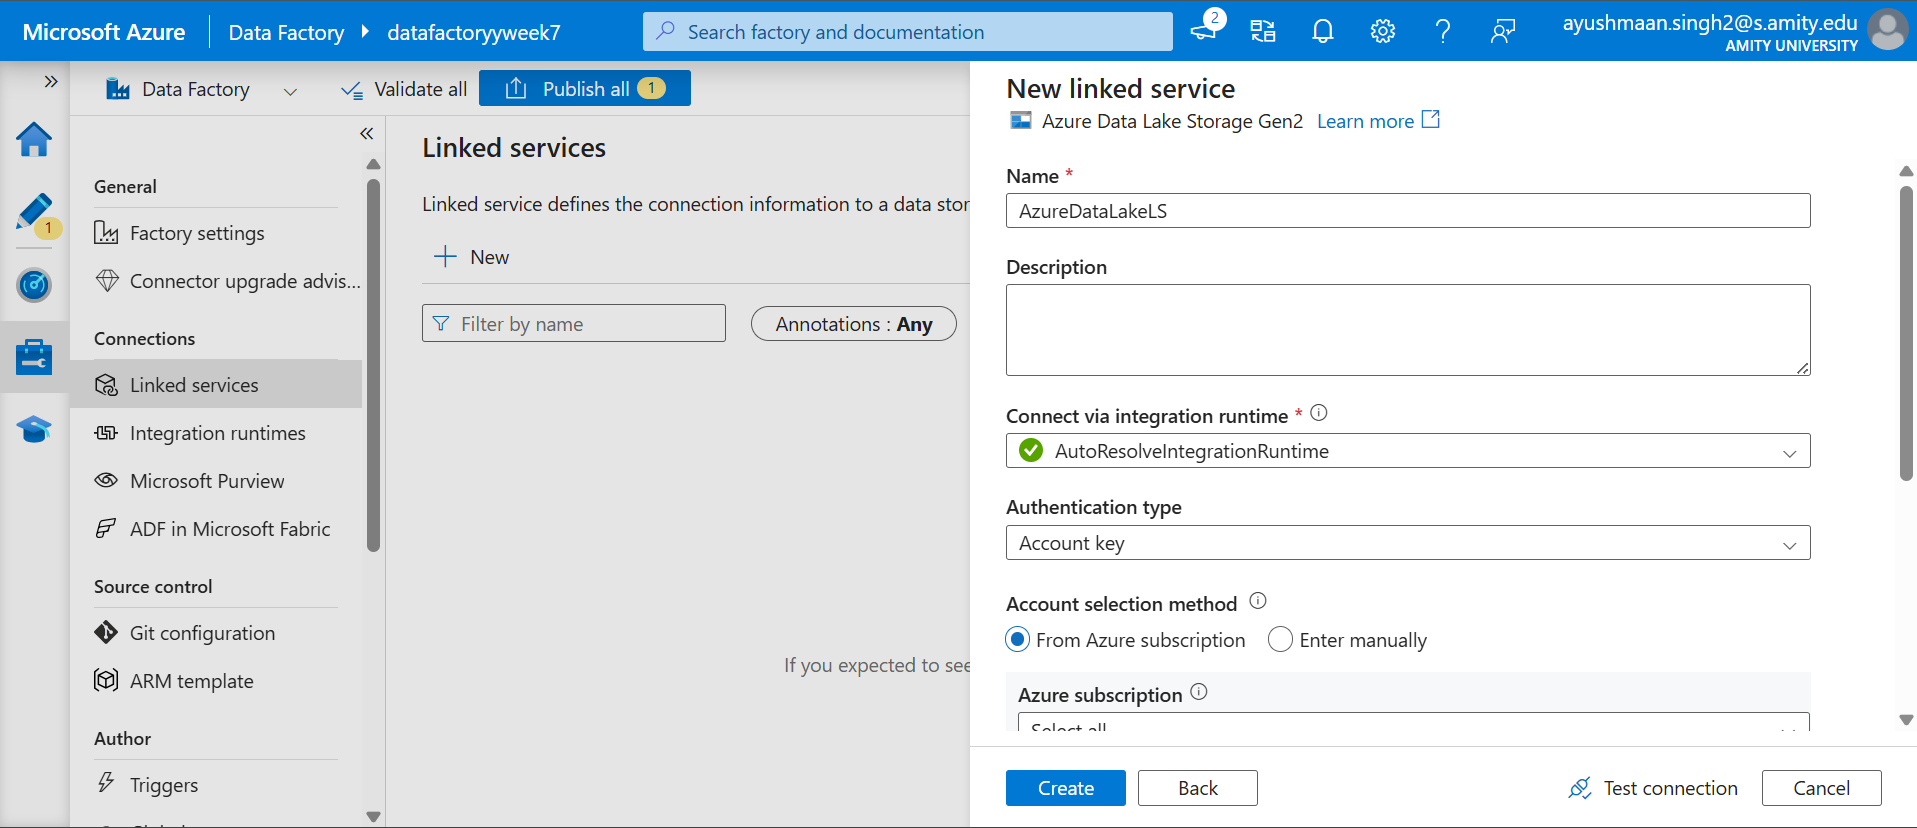 Microsoft Azure
Data Factory
datafactoryyweek7
Search factory and documentation
2
ayushmaan.singh2@s.amity.edu
AMITY UNIVERSITY
Data Factory
Validate all
Publish all 1
1
General
Factory settings
Connector upgrade advis...
Connections
Linked services
Integration runtimes
Microsoft Purview
ADF in Microsoft Fabric
Source control
Git configuration
ARM template
Author
Triggers
Linked services
Linked service defines the connection information to a data stor
New
Filter by name
Annotations : Any
If you expected to see
New linked service
Azure Data Lake Storage Gen2 Learn more
Name *
AzureDataLakeLS
Description
Connect via integration runtime *
AutoResolveIntegrationRuntime
Authentication type
Account key
Account selection method
From Azure subscription
Enter manually
Azure subscription
Select all
Create
Back
Test connection
Cancel